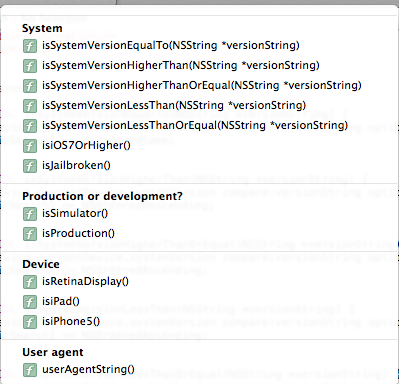 System
isSystemVersionEqualTo(NSString *versionString)
isSystemVersionHigherThan(NSString *versionString)
isSystemVersionHigherThanOrEqual(NSString *versionString)
isSystemVersionLessThan(NSString *versionString)
isSystemVersionLessThanOrEqual(NSString *versionString)
isiOS7OrHigher()
isJailbroken()
Production or development?
isSimulator()
isProduction()
Device
isRetinaDisplay()
isiPad()
isiPhone5()
User agent
userAgentString()